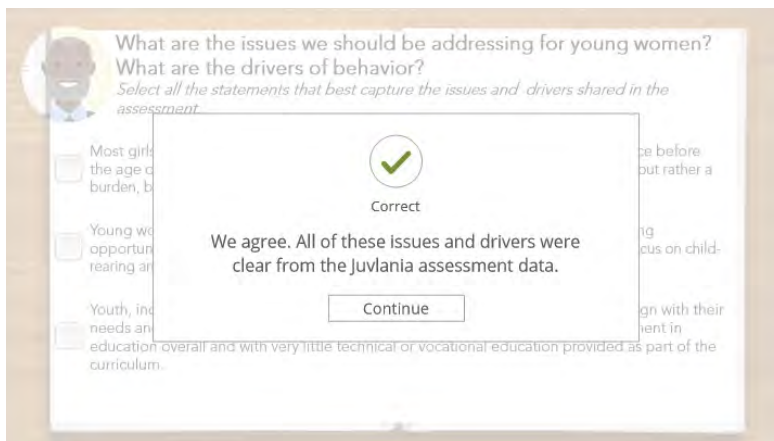 What are the issues we should be addressing for young women?
What are the drivers of behavior?
Select all the statements that best capture the issues and drivers shared in the
assessment.
Most girls
ce before
the age o
but rather a
burden, b
Correct
Young wo
ng
We agree. All of these issues and drivers were
opportun
cus on child-
clear from the Juvlania assessment data.
rearing an
Continue
Youth, inc
gn with their
needs an
ment in
education overall and with very little technical or vocational education provided as part of the
curriculum.